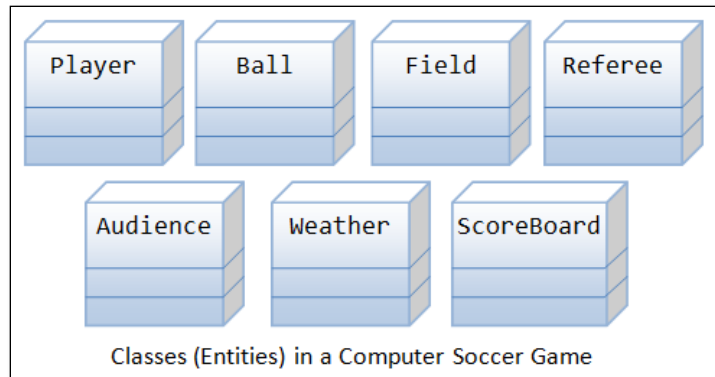 Player Ball Field Referee
Audience Weather ScoreBoard
Classes (Entities) in a Computer Soccer Game